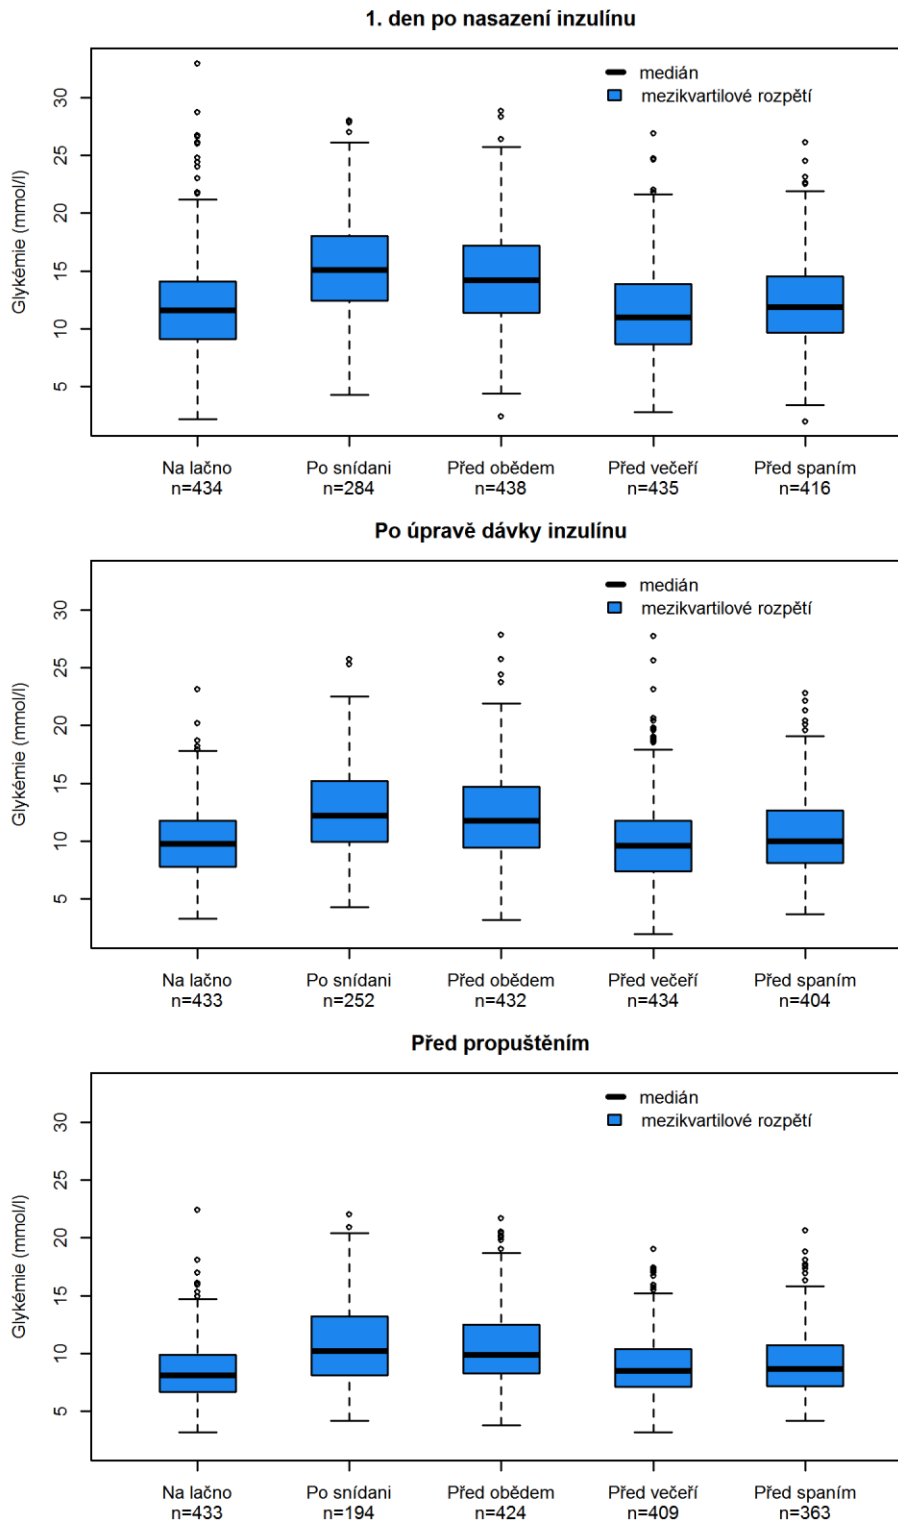 1. den po nasazení inzulínu
medián
mezikvartilové rozpětí
Glykémie (mmol/l)
30
25
20
15
10
5
Na lačno
n=434
Po snídani
n=284
Před obědem
n=438
Před večeří
n=435
Před spaním
n=416
Po úpravě dávky inzulínu
medián
mezikvartilové rozpětí
Glykémie (mmol/l)
30
25
20
15
10
5
Na lačno
n=433
Po snídani
n=252
Před obědem
n=432
Před večeří
n=434
Před spaním
n=404
Před propuštěním
medián
mezikvartilové rozpětí
Glykémie (mmol/l)
30
25
20
15
10
5
Na lačno
n=433
Po snídani
n=194
Před obědem
n=424
Před večeří
n=409
Před spaním
n=363